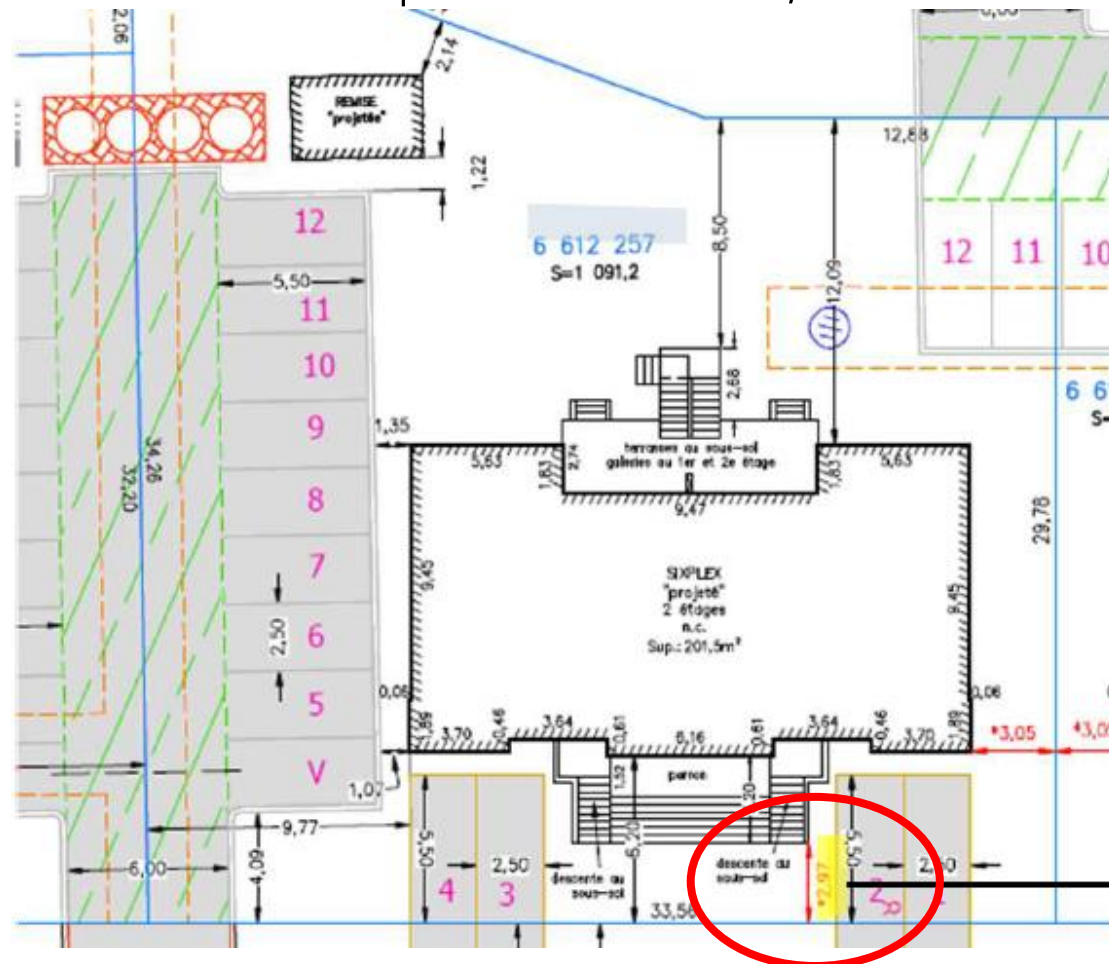 2,06
2,14
REMISE
"projetée"
12,88
1,22
12
6 612 257
S=1 091,2
8,50
12,09
12 11 10
5,50
11
10
9
8
7
6
5
V
2,50
34,26
32,20
1,35
2,68
6 6
S=
5,63
1,83
2,74
terrasses au sous-sol
galeries au 1er et 2e étage
1,83
5,63
9,47
29,78
9,45
SIXPLEX
"projeté"
2 étages
n.c.
Sup.: 201,5m²
9,45
0,06
0,06
1,89
3,70
0,46
3,64
0,61
6,16
0,61
3,64
0,46
3,70
1,89
*3,05
1,07
perron
1,52
9,77
6,20
6,00
4,09
5,50
2,50
4 3
descente au
sous-sol
descente au
sous-sol
*2,97
5,50
33,56